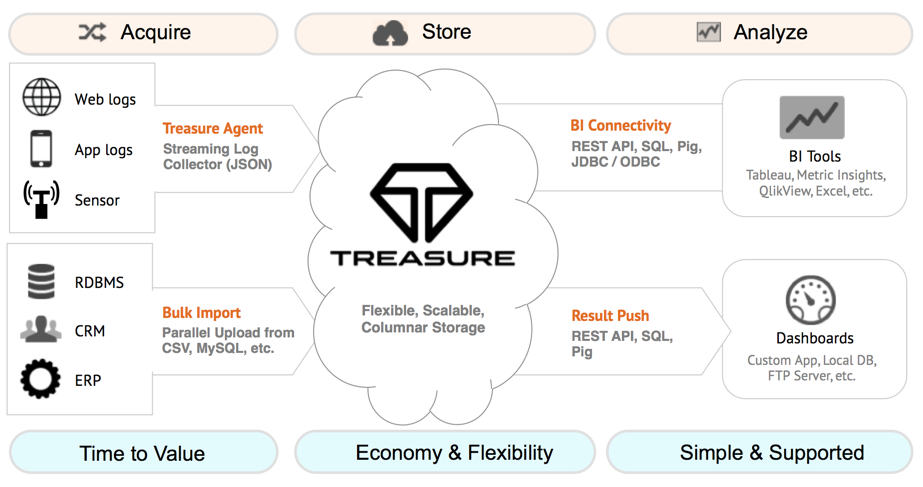 Acquire
Store
Analyze
Web logs
App logs
Sensor
Treasure Agent
Streaming Log
Collector (JSON)
RDBMS
CRM
ERP
Bulk Import
Parallel Upload from
CSV, MySQL, etc.
TREASURE
Flexible, Scalable,
Columnar Storage
BI Connectivity
REST API, SQL, Pig,
JDBC / ODBC
BI Tools
Tableau, Metric Insights,
QlikView, Excel, etc.
Result Push
REST API, SQL,
Pig
Dashboards
Custom App, Local DB,
FTP Server, etc.
Time to Value
Economy & Flexibility
Simple & Supported